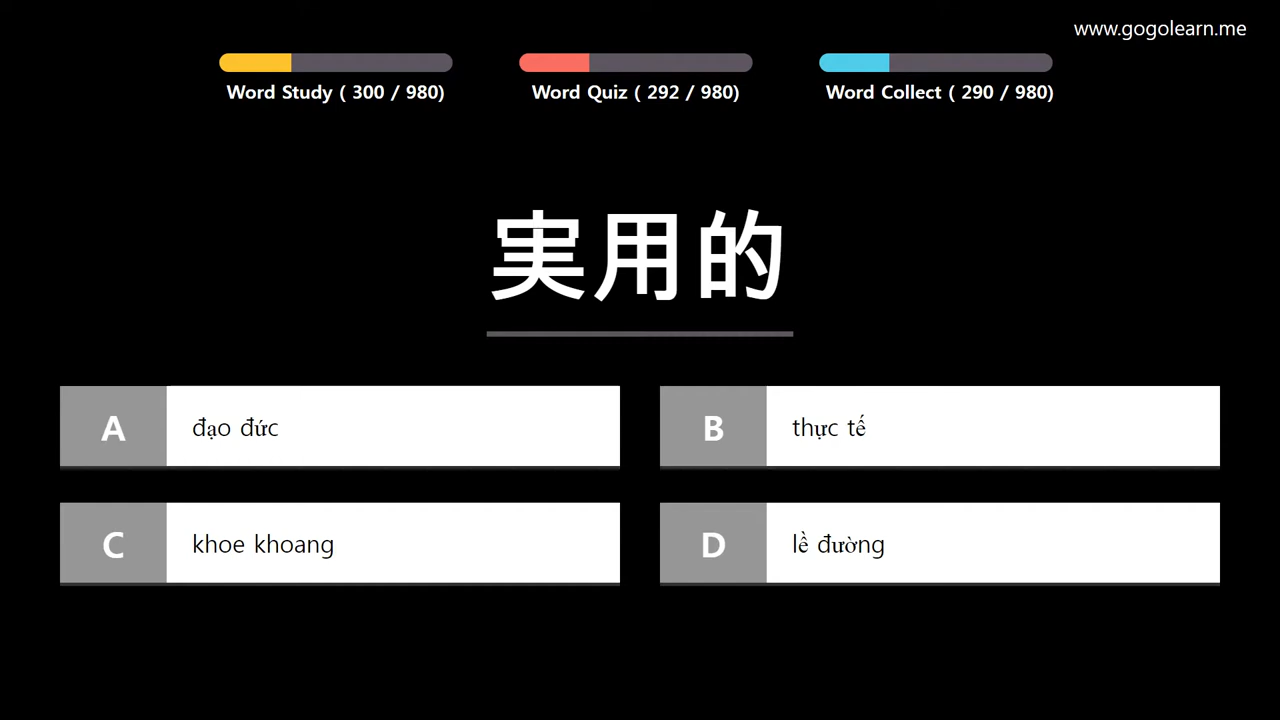 www.gogolearn.me
Word Study ( 300 / 980)
Word Quiz ( 292 / 980)
Word Collect ( 290 / 980)
実用的
A đạo đức
B thực tế
C khoe khoang
D lề đường